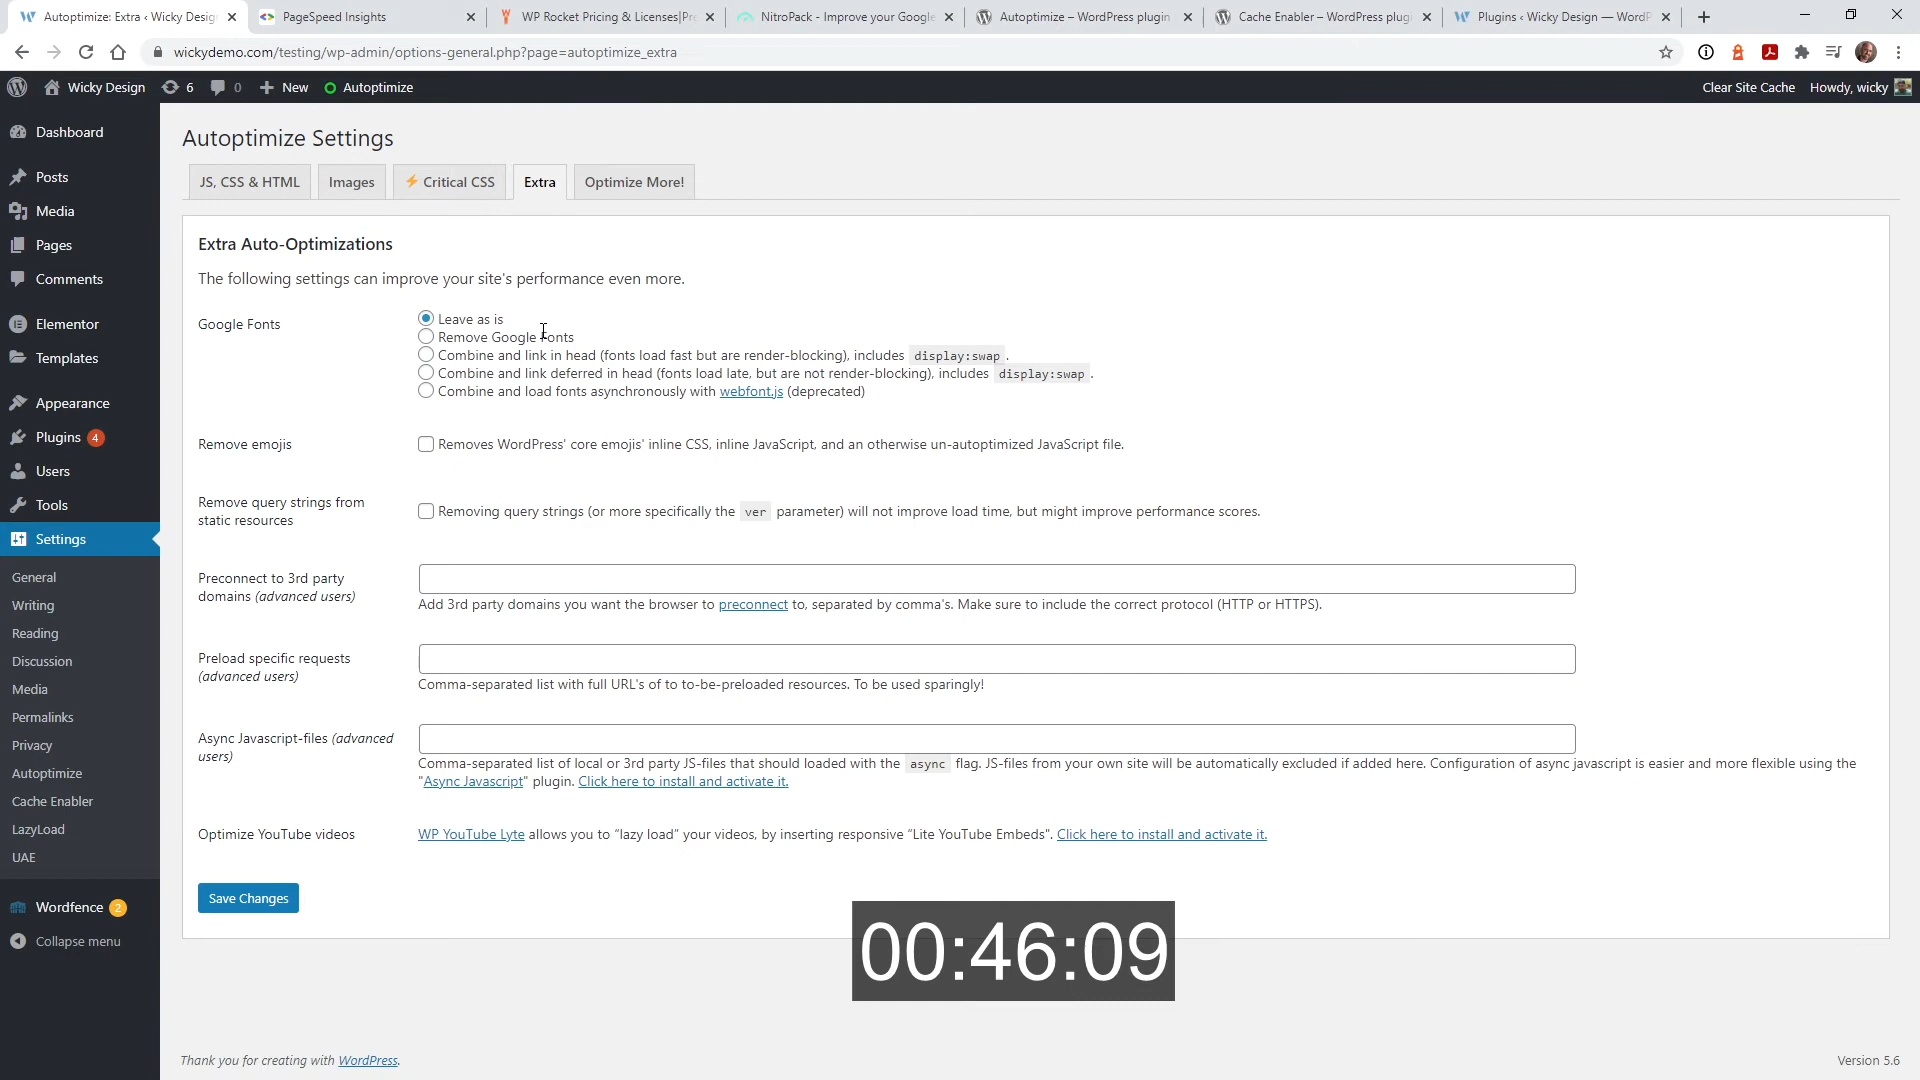 Autoptimize: Extra ‹ Wicky Desig
PageSpeed Insights
WP Rocket Pricing & Licenses|Pr
NitroPack - Improve your Google
Autoptimize – WordPress plugin
Cache Enabler – WordPress plugi
Plugins ‹ Wicky Design — WordP
wickydemo.com/testing/wp-admin/options-general.php?page=autoptimize_extra
Wicky Design
6
0
New
Autoptimize
Clear Site Cache
Howdy, wicky
Dashboard
Posts
Media
Pages
Comments
Elementor
Templates
Appearance
Plugins 4
Users
Tools
Settings
General
Writing
Reading
Discussion
Media
Permalinks
Privacy
Autoptimize
Cache Enabler
LazyLoad
UAE
Wordfence 2
Collapse menu
Autoptimize Settings
JS, CSS & HTML
Images
Critical CSS
Extra
Optimize More!
Extra Auto-Optimizations
The following settings can improve your site's performance even more.
Google Fonts
Leave as is
Remove Google Fonts
Combine and link in head (fonts load fast but are render-blocking), includes display:swap .
Combine and link deferred in head (fonts load late, but are not render-blocking), includes display:swap .
Combine and load fonts asynchronously with webfont.js (deprecated)
Remove emojis
Removes WordPress' core emojis' inline CSS, inline JavaScript, and an otherwise un-autoptimized JavaScript file.
Remove query strings from
static resources
Removing query strings (or more specifically the ver parameter) will not improve load time, but might improve performance scores.
Preconnect to 3rd party
domains (advanced users)
Add 3rd party domains you want the browser to preconnect to, separated by comma's. Make sure to include the correct protocol (HTTP or HTTPS).
Preload specific requests
(advanced users)
Comma-separated list with full URL's of to to-be-preloaded resources. To be used sparingly!
Async Javascript-files (advanced
users)
Comma-separated list of local or 3rd party JS-files that should loaded with the async flag. JS-files from your own site will be automatically excluded if added here. Configuration of async javascript is easier and more flexible using the
"Async Javascript" plugin. Click here to install and activate it.
Optimize YouTube videos
WP YouTube Lyte allows you to “lazy load” your videos, by inserting responsive “Lite YouTube Embeds". Click here to install and activate it.
Save Changes
00:46:09
Thank you for creating with WordPress.
Version 5.6